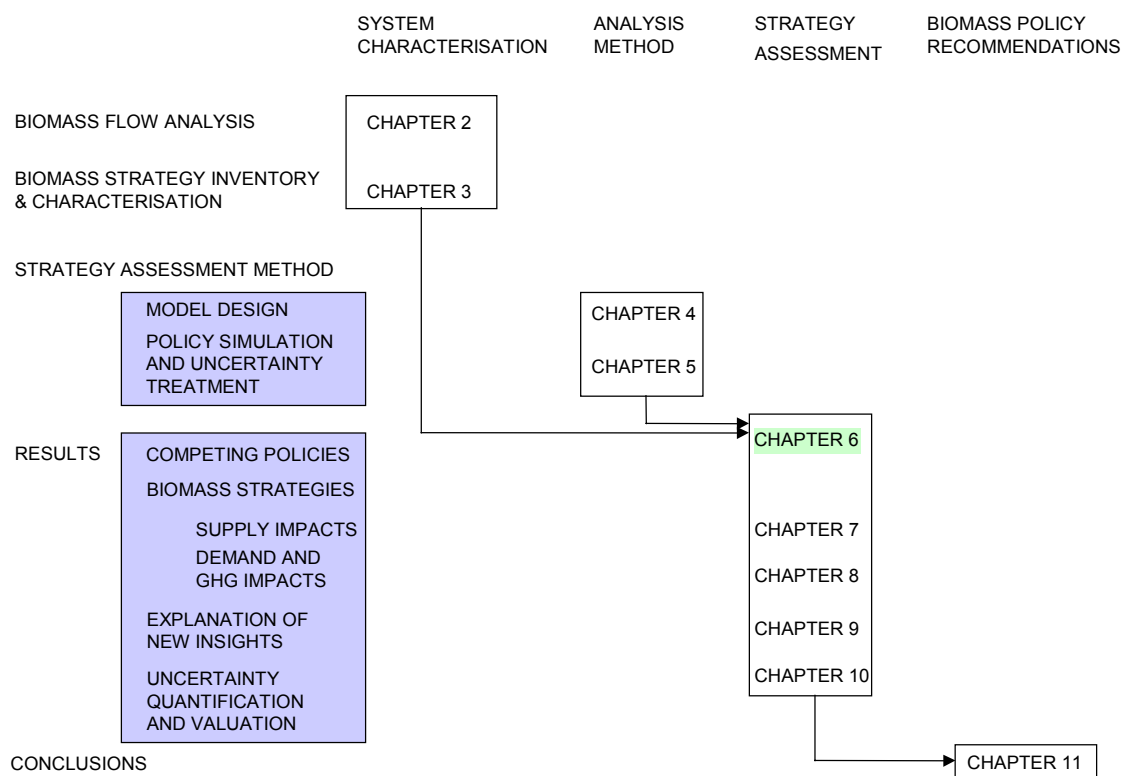 SYSTEM
CHARACTERISATION
ANALYSIS
METHOD
STRATEGY
ASSESSMENT
BIOMASS POLICY
RECOMMENDATIONS
BIOMASS FLOW ANALYSIS
CHAPTER 2
BIOMASS STRATEGY INVENTORY
& CHARACTERISATION
CHAPTER 3
STRATEGY ASSESSMENT METHOD
MODEL DESIGN
CHAPTER 4
POLICY SIMULATION
AND UNCERTAINTY
TREATMENT
CHAPTER 5
RESULTS
COMPETING POLICIES
CHAPTER 6
BIOMASS STRATEGIES
SUPPLY IMPACTS
CHAPTER 7
DEMAND AND
GHG IMPACTS
CHAPTER 8
EXPLANATION OF
NEW INSIGHTS
CHAPTER 9
UNCERTAINTY
QUANTIFICATION
AND VALUATION
CHAPTER 10
CONCLUSIONS
CHAPTER 11